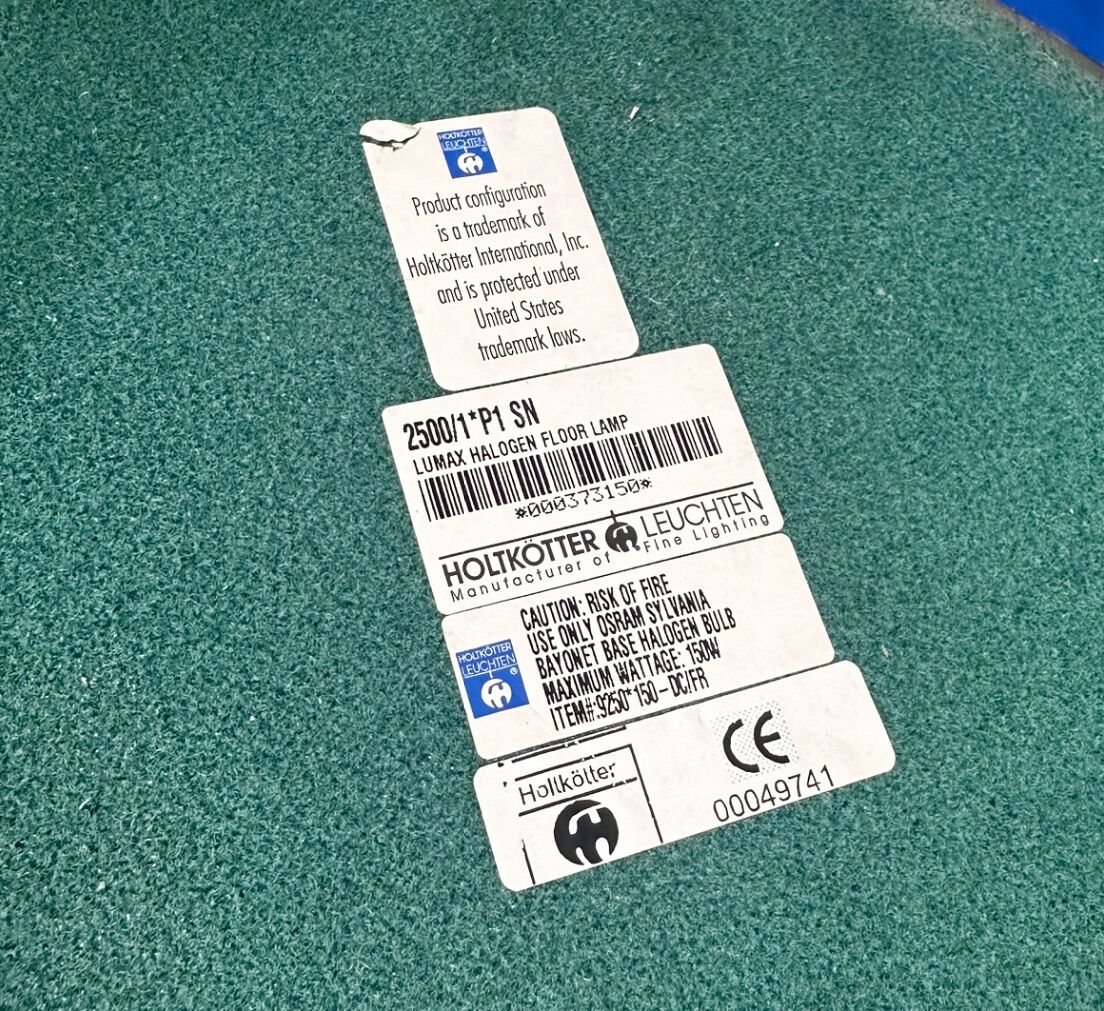 HOLTKÖTTER
LEUCHTEN
®
Product configuration
is a trademark of
Holtkötter International, Inc.
and is protected under
United States
trademark laws.
2500/1*P1 SN
LUMAX HALOGEN FLOOR LAMP
*000373150*
HOLTKÖTTER LEUCHTEN
Manufacturer of Fine Lighting
HOLTKÖTTER
LEUCHTEN
®
CAUTION: RISK OF FIRE
USE ONLY OSRAM SYLVANIA
BAYONET BASE HALOGEN BULB
MAXIMUM WATTAGE: 150W
ITEM#:9250*150-DC/FR
Holtkötter
CE
00049741